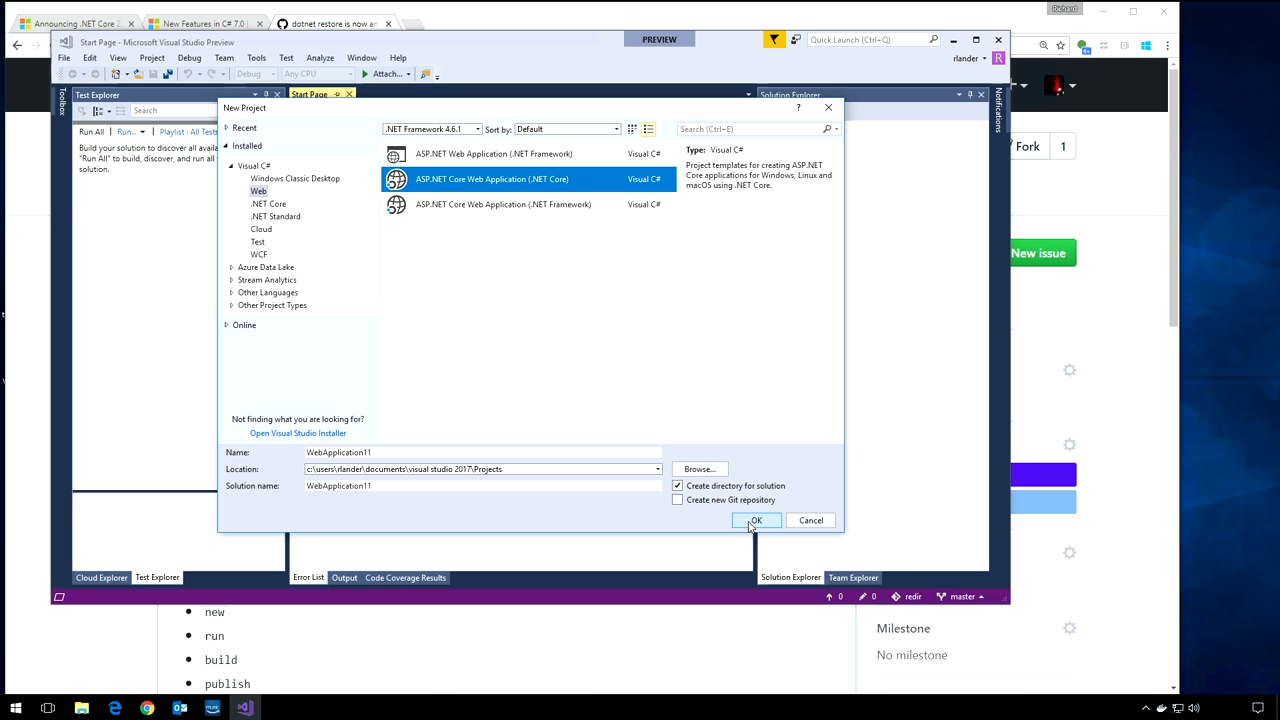 Richard
Announcing .NET Core 2
New Features in C# 7.0
dotnet restore is now an
Start Page - Microsoft Visual Studio Preview
PREVIEW
Quick Launch (Ctrl+Q)
File Edit View Project Debug Team Tools Test Analyze Window Help
rlander R
Debug Any CPU Attach...
Toolbox
Test Explorer
Start Page
Solution Explorer
Notifications
Search
Run All Run... Playlist : All Tests
Build your solution to discover all availa
"Run All" to build, discover, and run all
solution.
New Project
?
Recent
.NET Framework 4.6.1 Sort by: Default
Search (Ctrl+E)
Installed
Visual C#
Windows Classic Desktop
Web
.NET Core
.NET Standard
Cloud
Test
WCF
Azure Data Lake
Stream Analytics
Other Languages
Other Project Types
Online
ASP.NET Web Application (.NET Framework) Visual C#
ASP.NET Core Web Application (.NET Core) Visual C#
ASP.NET Core Web Application (.NET Framework) Visual C#
Type: Visual C#
Project templates for creating ASP.NET
Core applications for Windows, Linux and
macOS using .NET Core.
Not finding what you are looking for?
Open Visual Studio Installer
Name: WebApplication11
Location: c:\users\rlander\documents\visual studio 2017\Projects Browse...
Solution name: WebApplication11
Create directory for solution
Create new Git repository
OK Cancel
Fork 1
New issue
Cloud Explorer Test Explorer
Error List Output Code Coverage Results
Solution Explorer Team Explorer
0 0 redir master
new
run
build
publish
Milestone
No milestone
music